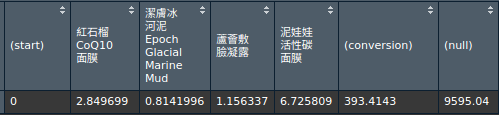 (start)
紅石榴
CoQ10
面膜
潔膚冰
河泥
Epoch
Glacial
Marine
Mud
蘆薈敷
臉凝露
泥娃娃
活性碳
面膜
(conversion)
(null)
0
2.849699
0.8141996
1.156337
6.725809
393.4143
9595.04